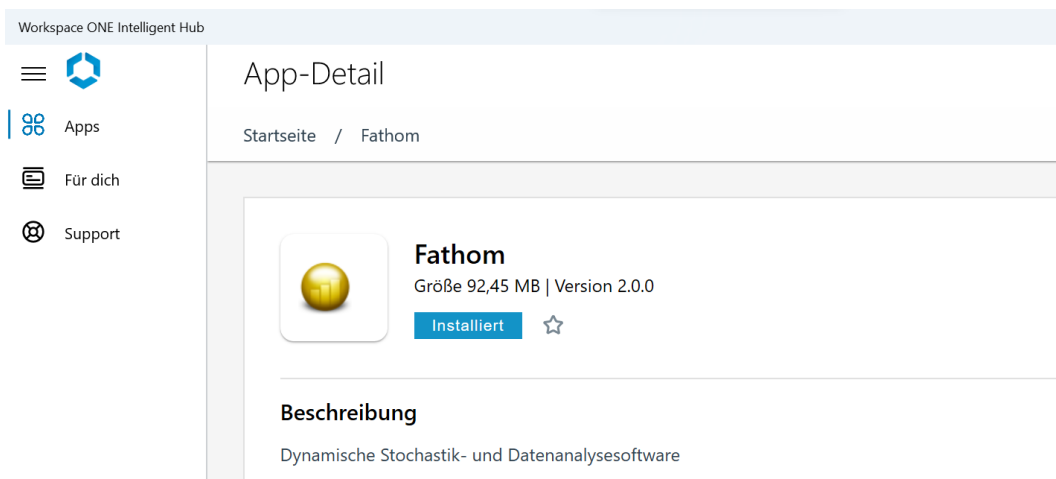 Workspace ONE Intelligent Hub
App-Detail
Apps
Startseite / Fathom
Für dich
Support
Fathom
Größe 92,45 MB | Version 2.0.0
Installiert
Beschreibung
Dynamische Stochastik- und Datenanalysesoftware